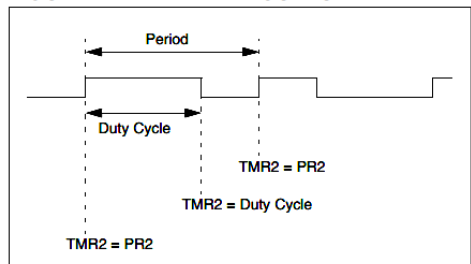 Period
Duty Cycle
TMR2 = PR2
TMR2 = Duty Cycle
TMR2 = PR2